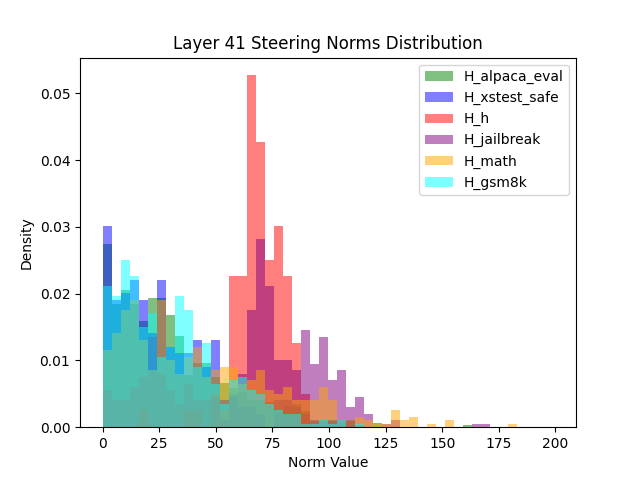 Layer 41 Steering Norms Distribution
H_alpaca_eval
H_xstest_safe
H_h
H_jailbreak
H_math
H_gsm8k
Density
0.05
0.04
0.03
0.02
0.01
0.00
0 25 50 75 100 125 150 175 200
Norm Value